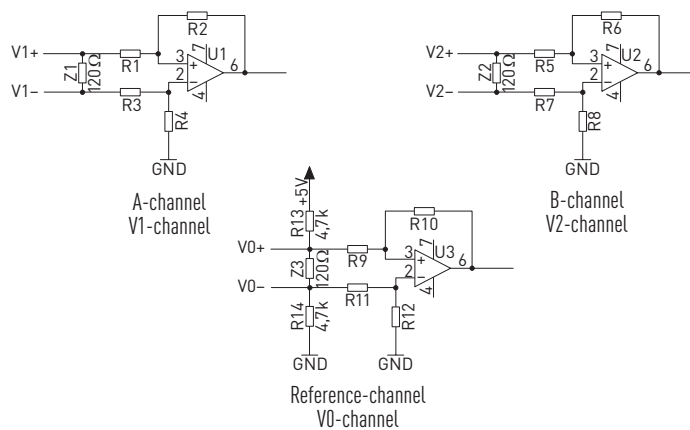 R2
V1+
R1
Z1
120Ω
3
+
7
U1
2
−
4
6
V1−
R3
R4
GND
A-channel
V1-channel
R6
V2+
R5
Z2
120Ω
3
+
7
U2
2
−
4
6
V2−
R7
R8
GND
B-channel
V2-channel
+5V
R13
4,7k
R10
V0+
R9
Z3
120Ω
3
+
7
U3
2
−
4
6
V0−
R11
R14
4,7k
R12
GND
GND
Reference-channel
V0-channel